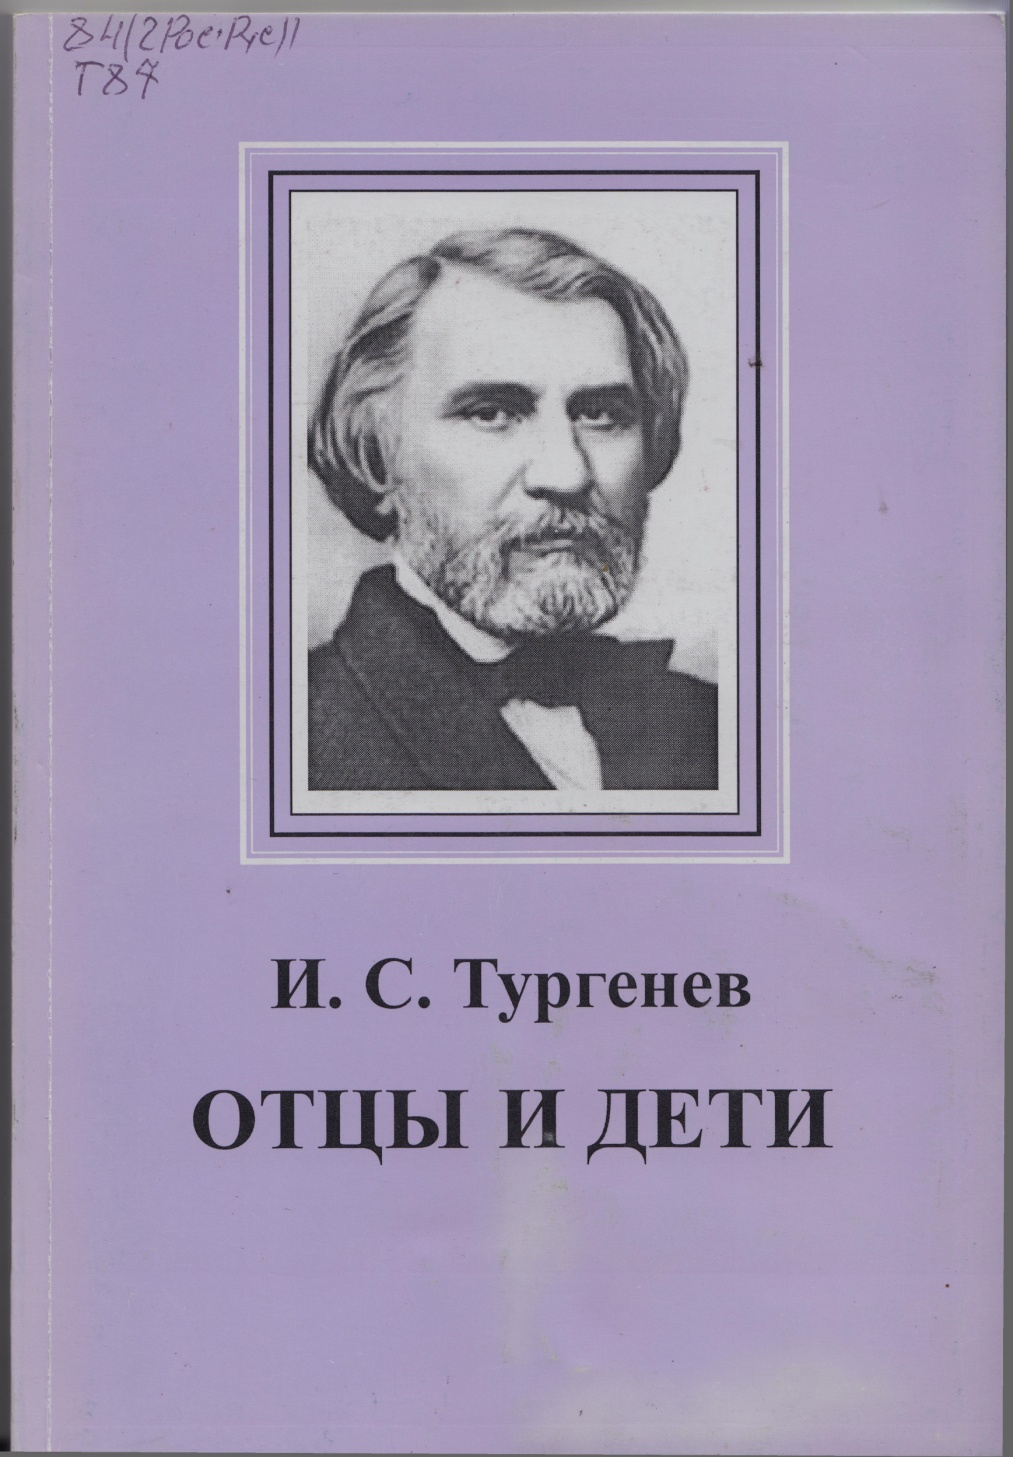 84(2Рос=Рус)1
Т87
И. С. Тургенев
ОТЦЫ И ДЕТИ